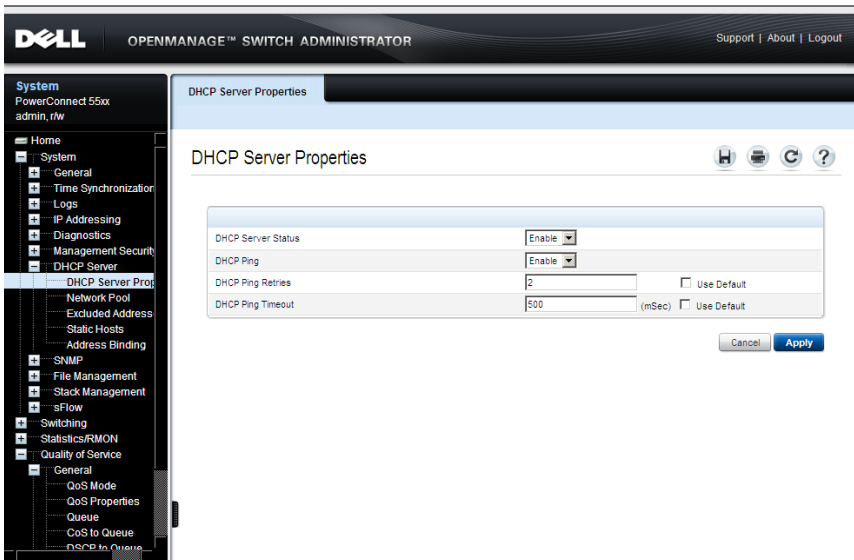 DELL
OPENMANAGE™ SWITCH ADMINISTRATOR
Support | About | Logout
System
PowerConnect 55xx
admin, r/w
DHCP Server Properties
Home
System
General
Time Synchronization
Logs
IP Addressing
Diagnostics
Management Securit
DHCP Server
DHCP Server Prop
Network Pool
Excluded Address
Static Hosts
Address Binding
SNMP
File Management
Stack Management
sFlow
Switching
Statistics/RMON
Quality of Service
General
QoS Mode
QoS Properties
Queue
CoS to Queue
DSCP to Queue
DHCP Server Properties
?
DHCP Server Status Enable
DHCP Ping Enable
DHCP Ping Retries 2 Use Default
DHCP Ping Timeout 500 (mSec) Use Default
Cancel Apply